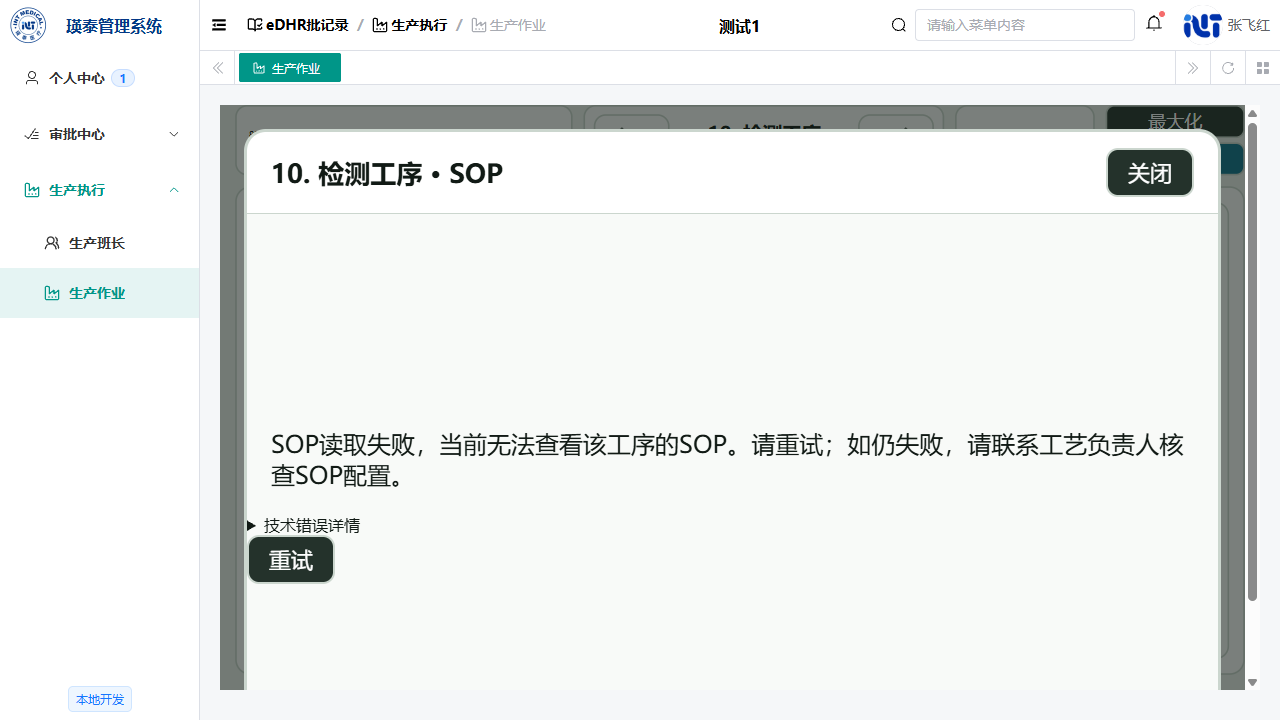 瑛泰管理系统
eDHR批记录 / 生产执行 / 生产作业
测试1
请输入菜单内容
张飞红
生产作业
个人中心 1
审批中心
生产执行
生产班长
生产作业
本地开发
最大化
10. 检测工序 • SOP
关闭
SOP读取失败，当前无法查看该工序的SOP。请重试；如仍失败，请联系工艺负责人核
查SOP配置。
技术错误详情
重试